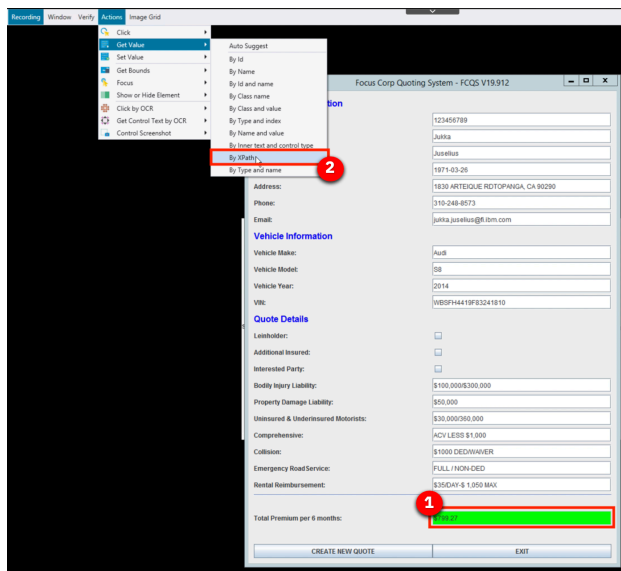 Recording Window Verify Actions Image Grid
Click
Get Value
Set Value
Get Bounds
Focus
Show or Hide Element
Click by OCR
Get Control Text by OCR
Control Screenshot
Auto Suggest
By Id
By Name
By Id and name
By Class name
By Class and value
By Type and index
By Name and value
By Inner text and control type
By XPath
By Type and name
2
Focus Corp Quoting System - FCQS V19.912
tion
123456789
Jukka
Juselius
1971-03-26
Address: 1830 ARTEIQUE RDTOPANGA, CA 90290
Phone: 310-248-8573
Email: jukka.juselius@fi.ibm.com
Vehicle Information
Vehicle Make: Audi
Vehicle Model: S8
Vehicle Year: 2014
VIN: WBSFH4419F83241810
Quote Details
Leinholder:
Additional Insured:
Interested Party:
Bodily Injury Liability: $100,000/$300,000
Property Damage Liability: $50,000
Uninsured & Underinsured Motorists: $30,000/360,000
Comprehensive: ACV LESS $1,000
Collision: $1000 DED/WAIVER
Emergency RoadService: FULL / NON-DED
Rental Reimbursement: $35/DAY-$ 1,050 MAX
1
Total Premium per 6 months: $799.27
CREATE NEW QUOTE EXIT